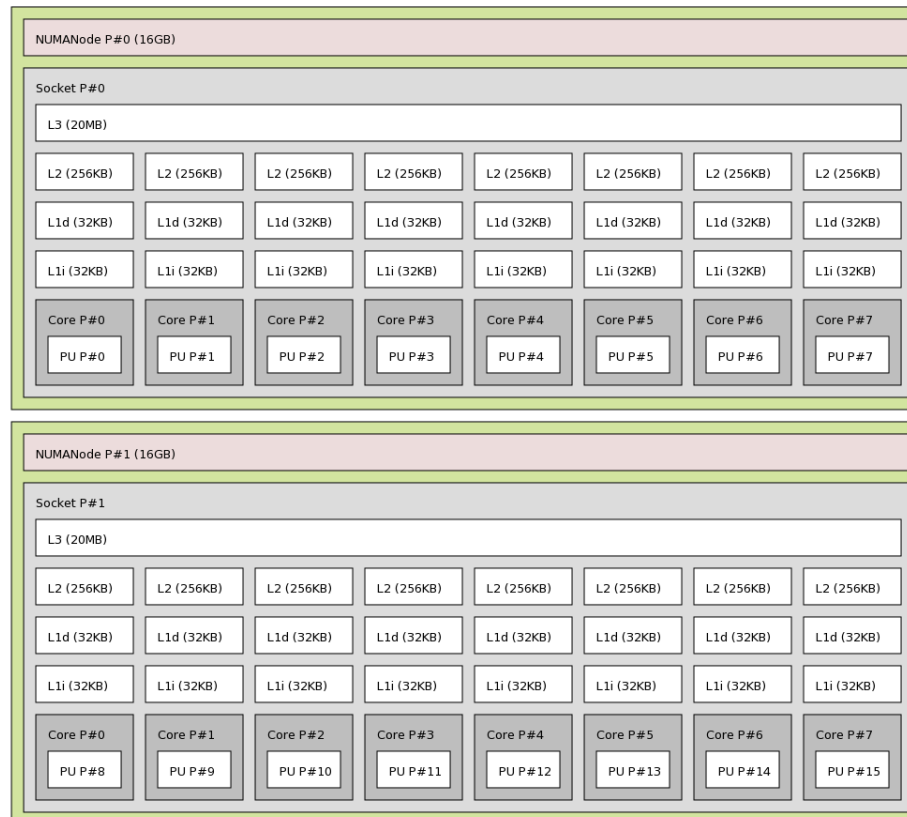 NUMANode P#0 (16GB)
Socket P#0
L3 (20MB)
L2 (256KB) L2 (256KB) L2 (256KB) L2 (256KB) L2 (256KB) L2 (256KB) L2 (256KB) L2 (256KB)
L1d (32KB) L1d (32KB) L1d (32KB) L1d (32KB) L1d (32KB) L1d (32KB) L1d (32KB) L1d (32KB)
L1i (32KB) L1i (32KB) L1i (32KB) L1i (32KB) L1i (32KB) L1i (32KB) L1i (32KB) L1i (32KB)
Core P#0 Core P#1 Core P#2 Core P#3 Core P#4 Core P#5 Core P#6 Core P#7
PU P#0 PU P#1 PU P#2 PU P#3 PU P#4 PU P#5 PU P#6 PU P#7
NUMANode P#1 (16GB)
Socket P#1
L3 (20MB)
L2 (256KB) L2 (256KB) L2 (256KB) L2 (256KB) L2 (256KB) L2 (256KB) L2 (256KB) L2 (256KB)
L1d (32KB) L1d (32KB) L1d (32KB) L1d (32KB) L1d (32KB) L1d (32KB) L1d (32KB) L1d (32KB)
L1i (32KB) L1i (32KB) L1i (32KB) L1i (32KB) L1i (32KB) L1i (32KB) L1i (32KB) L1i (32KB)
Core P#0 Core P#1 Core P#2 Core P#3 Core P#4 Core P#5 Core P#6 Core P#7
PU P#8 PU P#9 PU P#10 PU P#11 PU P#12 PU P#13 PU P#14 PU P#15